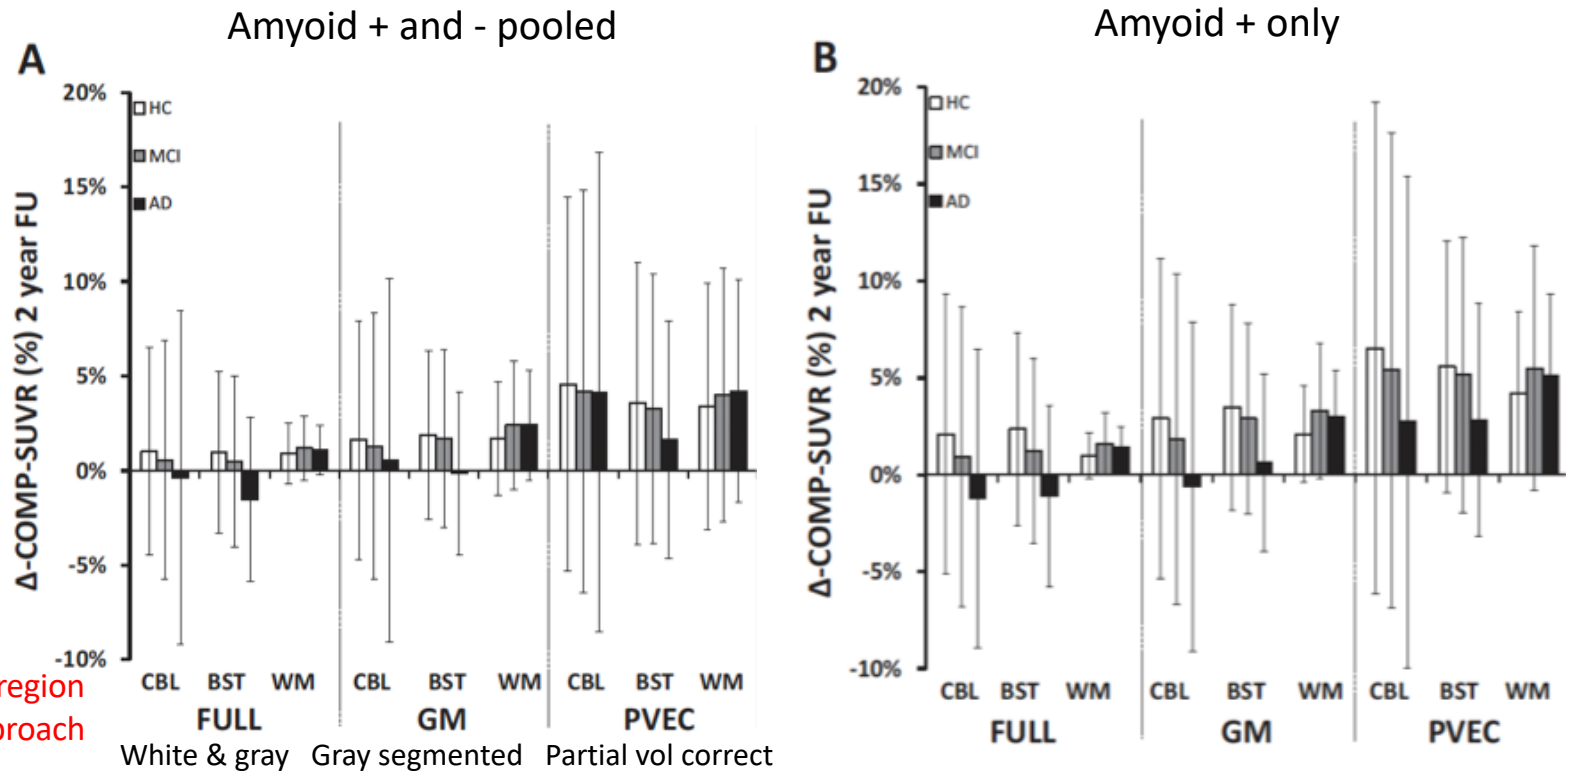 Amyoid + and - pooled
A
Δ-COMP-SUVR (%) 2 year FU
20%
15%
10%
5%
0%
-5%
-10%
HC
MCI
AD
CBL BST WM CBL BST WM CBL BST WM
FULL GM PVEC
region
proach
White & gray Gray segmented Partial vol correct
Amyoid + only
B
Δ-COMP-SUVR (%) 2 year FU
20%
15%
10%
5%
0%
-5%
-10%
HC
MCI
AD
CBL BST WM CBL BST WM CBL BST WM
FULL GM PVEC